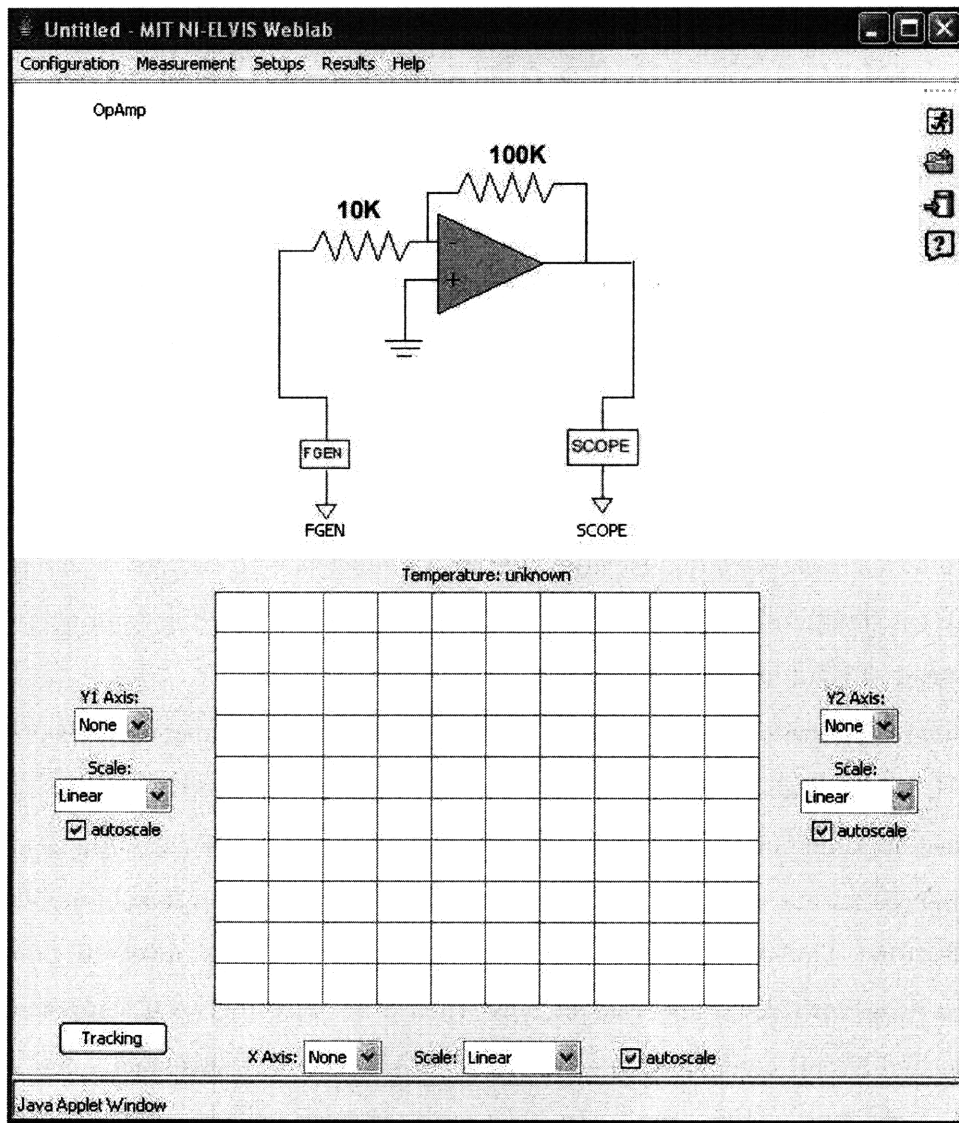 Untitled - MIT NI-ELVIS Weblab
Configuration Measurement Setups Results Help
OpAmp
100K
10K
-
+
?
FGEN
SCOPE
FGEN
SCOPE
Temperature: unknown
Y1 Axis:
None
Scale:
Linear
autoscale
Y2 Axis:
None
Scale:
Linear
autoscale
Tracking
X Axis: None Scale: Linear autoscale
Java Applet Window